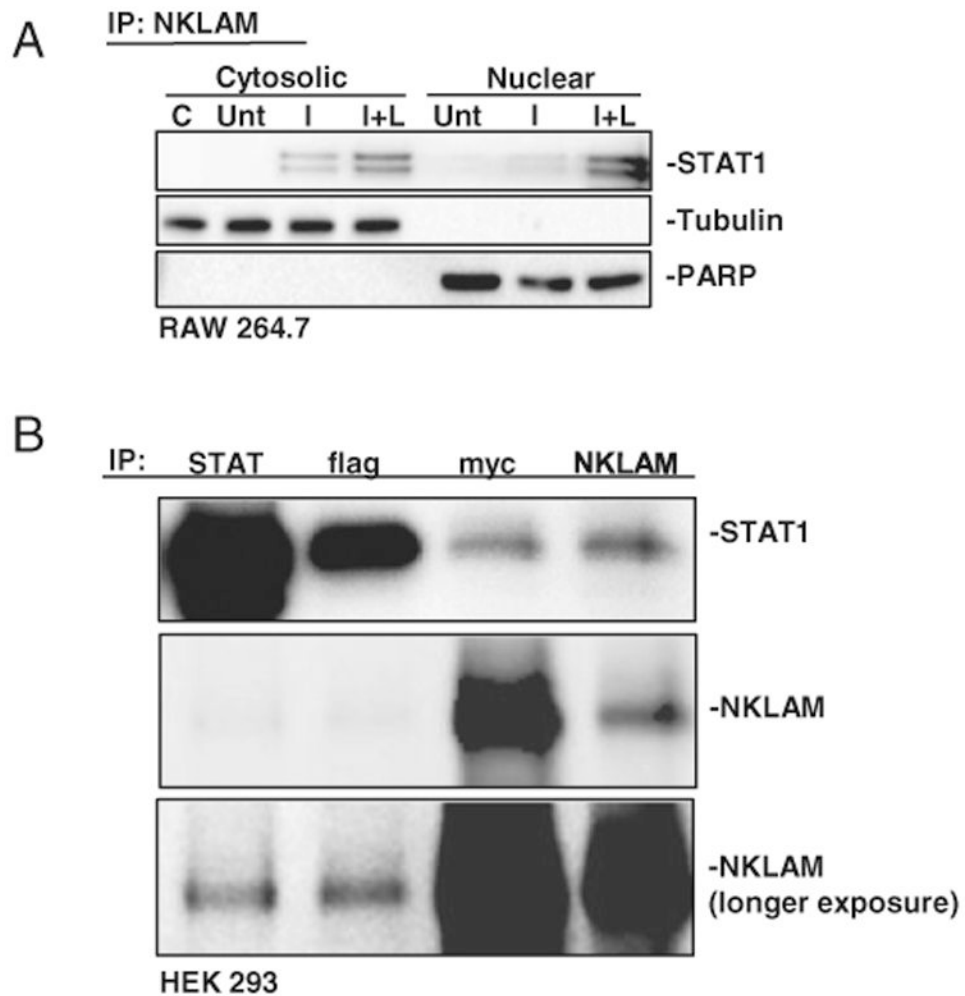 A
IP: NKLAM
Cytosolic Nuclear
C Unt I I+L Unt I I+L
-STAT1
-Tubulin
-PARP
RAW 264.7
B
IP: STAT flag myc NKLAM
-STAT1
-NKLAM
-NKLAM
(longer exposure)
HEK 293